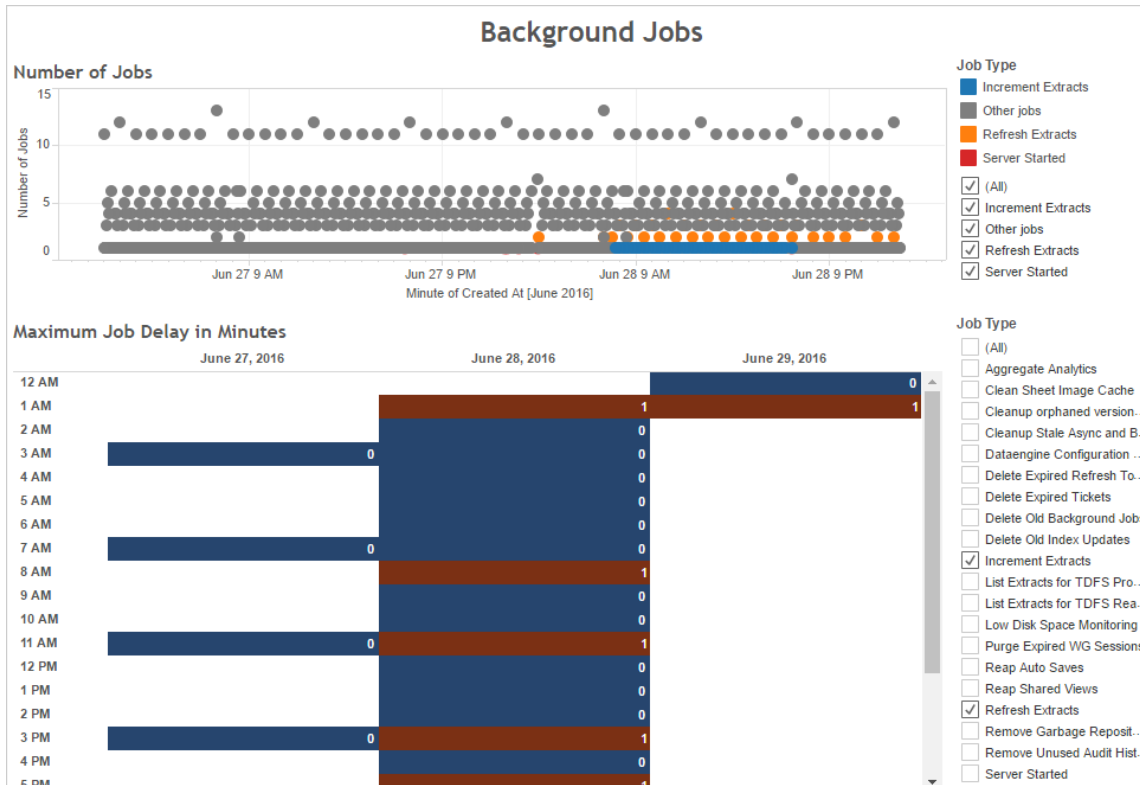 Background Jobs
Number of Jobs
15
10
5
0
Number of Jobs
Jun 27 9 AM Jun 27 9 PM Jun 28 9 AM Jun 28 9 PM
Minute of Created At [June 2016]
Job Type
Increment Extracts
Other jobs
Refresh Extracts
Server Started
(All)
Increment Extracts
Other jobs
Refresh Extracts
Server Started
Maximum Job Delay in Minutes
June 27, 2016 June 28, 2016 June 29, 2016
12 AM 0
1 AM 1 1
2 AM 0
3 AM 0 0
4 AM 0
5 AM 0
6 AM 0
7 AM 0 0
8 AM 1
9 AM 0
10 AM 0
11 AM 0 1
12 PM 0
1 PM 0
2 PM 0
3 PM 0 1
4 PM 0
5 PM 1
Job Type
(All)
Aggregate Analytics
Clean Sheet Image Cache
Cleanup orphaned version..
Cleanup Stale Async and B..
Dataengine Configuration ..
Delete Expired Refresh To..
Delete Expired Tickets
Delete Old Background Jobs
Delete Old Index Updates
Increment Extracts
List Extracts for TDFS Pro..
List Extracts for TDFS Rea..
Low Disk Space Monitoring
Purge Expired WG Sessions
Reap Auto Saves
Reap Shared Views
Refresh Extracts
Remove Garbage Reposit..
Remove Unused Audit Hist..
Server Started